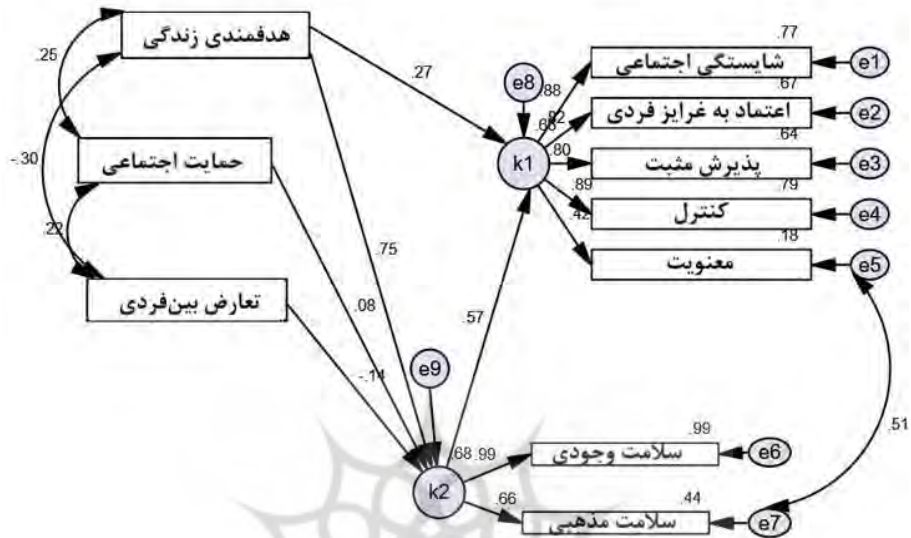 هدفمندی زندگی
حمایت اجتماعی
تعارض بین‌فردی
.25
-.30
.22
.27
.75
.08
-.14
.57
e8
k1
.68
.88
.82
.80
.89
.42
.77
شایستگی اجتماعی
e1
.67
اعتماد به غرایز فردی
e2
.64
پذیرش مثبت
e3
.79
کنترل
e4
.18
معنویت
e5
.51
e9
k2
.68
.99
.66
.99
سلامت وجودی
e6
.44
سلامت مذهبی
e7